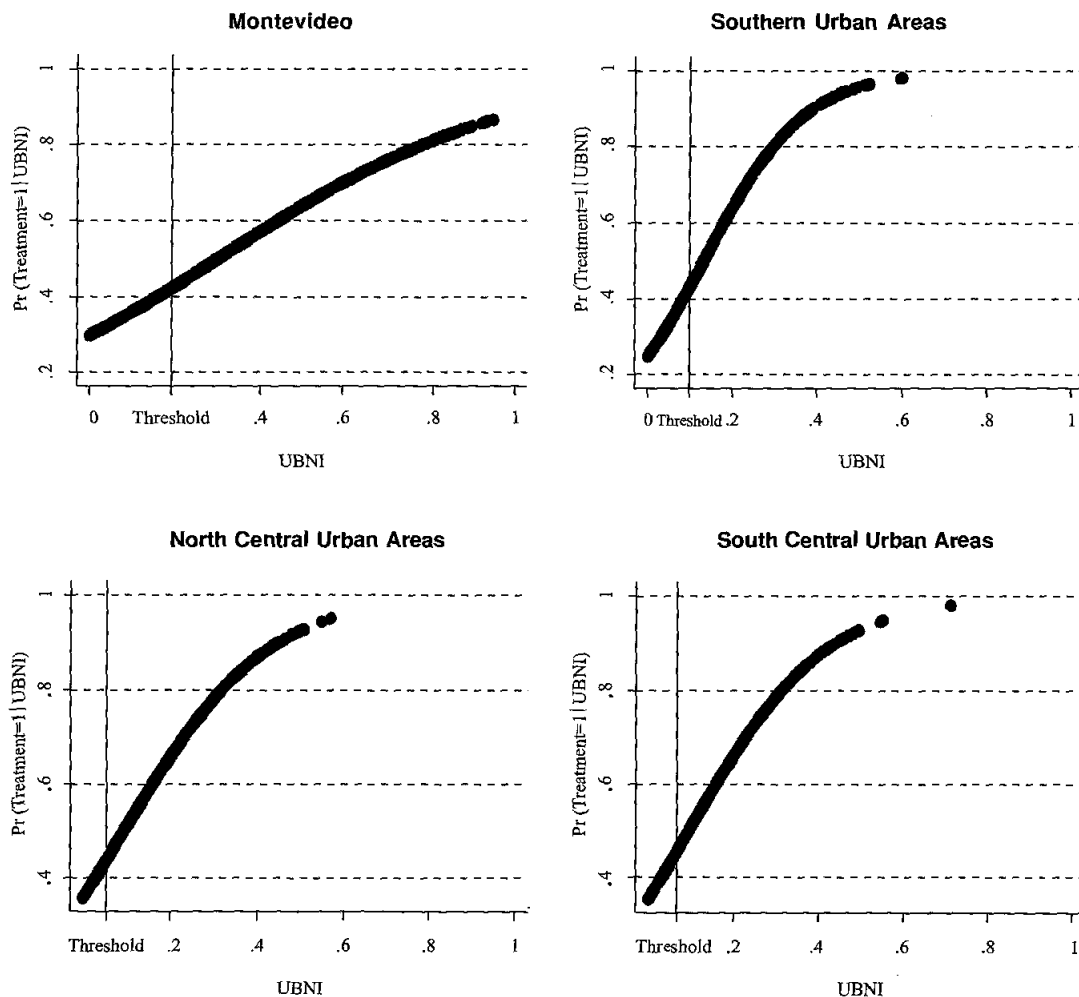 Montevideo
Pr (Treatment=1 | UBNI)
1
.8
.6
.4
.2
0 Threshold .4 .6 0.8 1
UBNI
Southern Urban Areas
Pr (Treatment=1 | UBNI)
1
.8
.6
.4
.2
0 Threshold .2 .4 .6 .8 1
UBNI
North Central Urban Areas
Pr (Treatment=1 | UBNI)
1
.8
.6
.4
Threshold .2 .4 .6 .8 1
UBNI
South Central Urban Areas
Pr (Treatment=1 | UBNI)
1
.8
.6
.4
Threshold .2 .4 .6 .8 1
UBNI